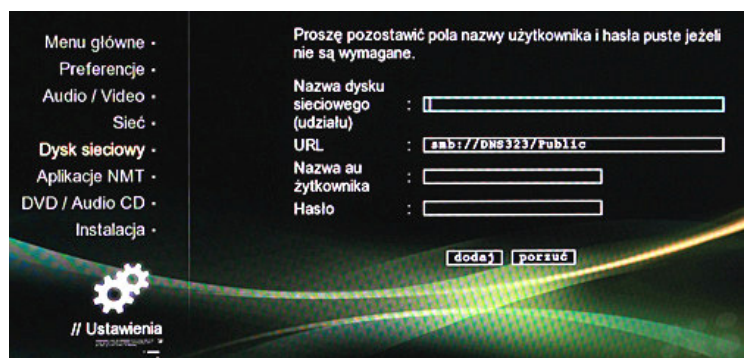 Menu główne
Preferencje
Audio / Video
Sieć
Dysk sieciowy
Aplikacje NMT
DVD / Audio CD
Instalacja
// Ustawienia
Proszę pozostawić pola nazwy użytkownika i hasła puste jeżeli
nie są wymagane.
Nazwa dysku
sieciowego :
(udziału)
URL : smb://DNS323/Public
Nazwa au :
żytkownika
Hasło :
dodaj porzuć